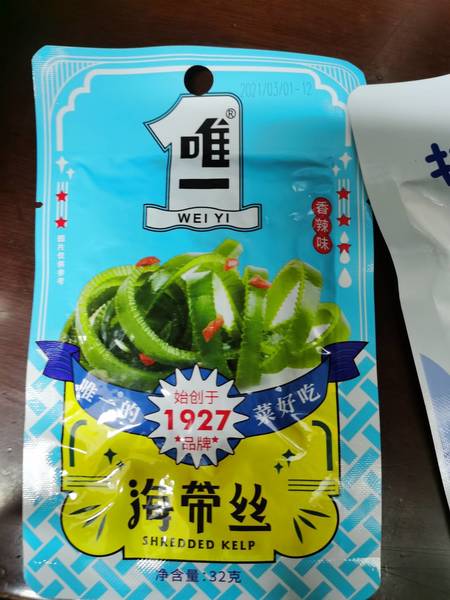 2021/03/01-12
1
唯一
®
WEI YI
香辣味
图片仅供参考
唯一的
始创于
1927
品牌
菜好吃
海带丝
SHREDDED KELP
净含量:32克